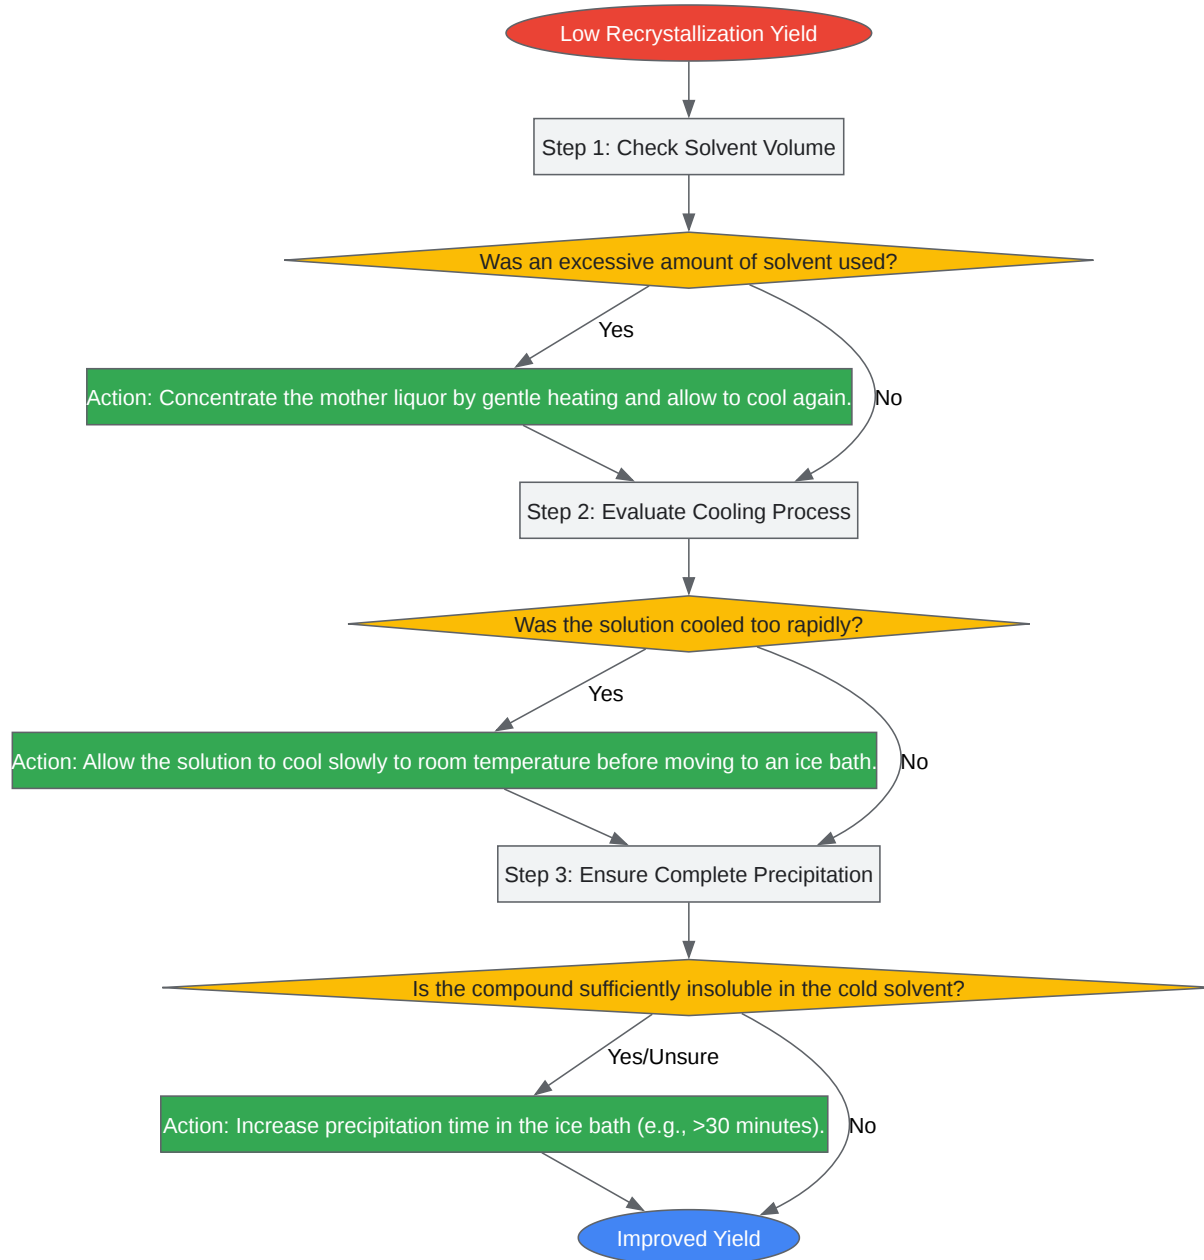 Low Recrystallization Yield
Step 1: Check Solvent Volume
Was an excessive amount of solvent used?
Yes
Action: Concentrate the mother liquor by gentle heating and allow to cool again.
No
Step 2: Evaluate Cooling Process
Was the solution cooled too rapidly?
Yes
Action: Allow the solution to cool slowly to room temperature before moving to an ice bath.
No
Step 3: Ensure Complete Precipitation
Is the compound sufficiently insoluble in the cold solvent?
Yes/Unsure
Action: Increase precipitation time in the ice bath (e.g., >30 minutes).
No
Improved Yield